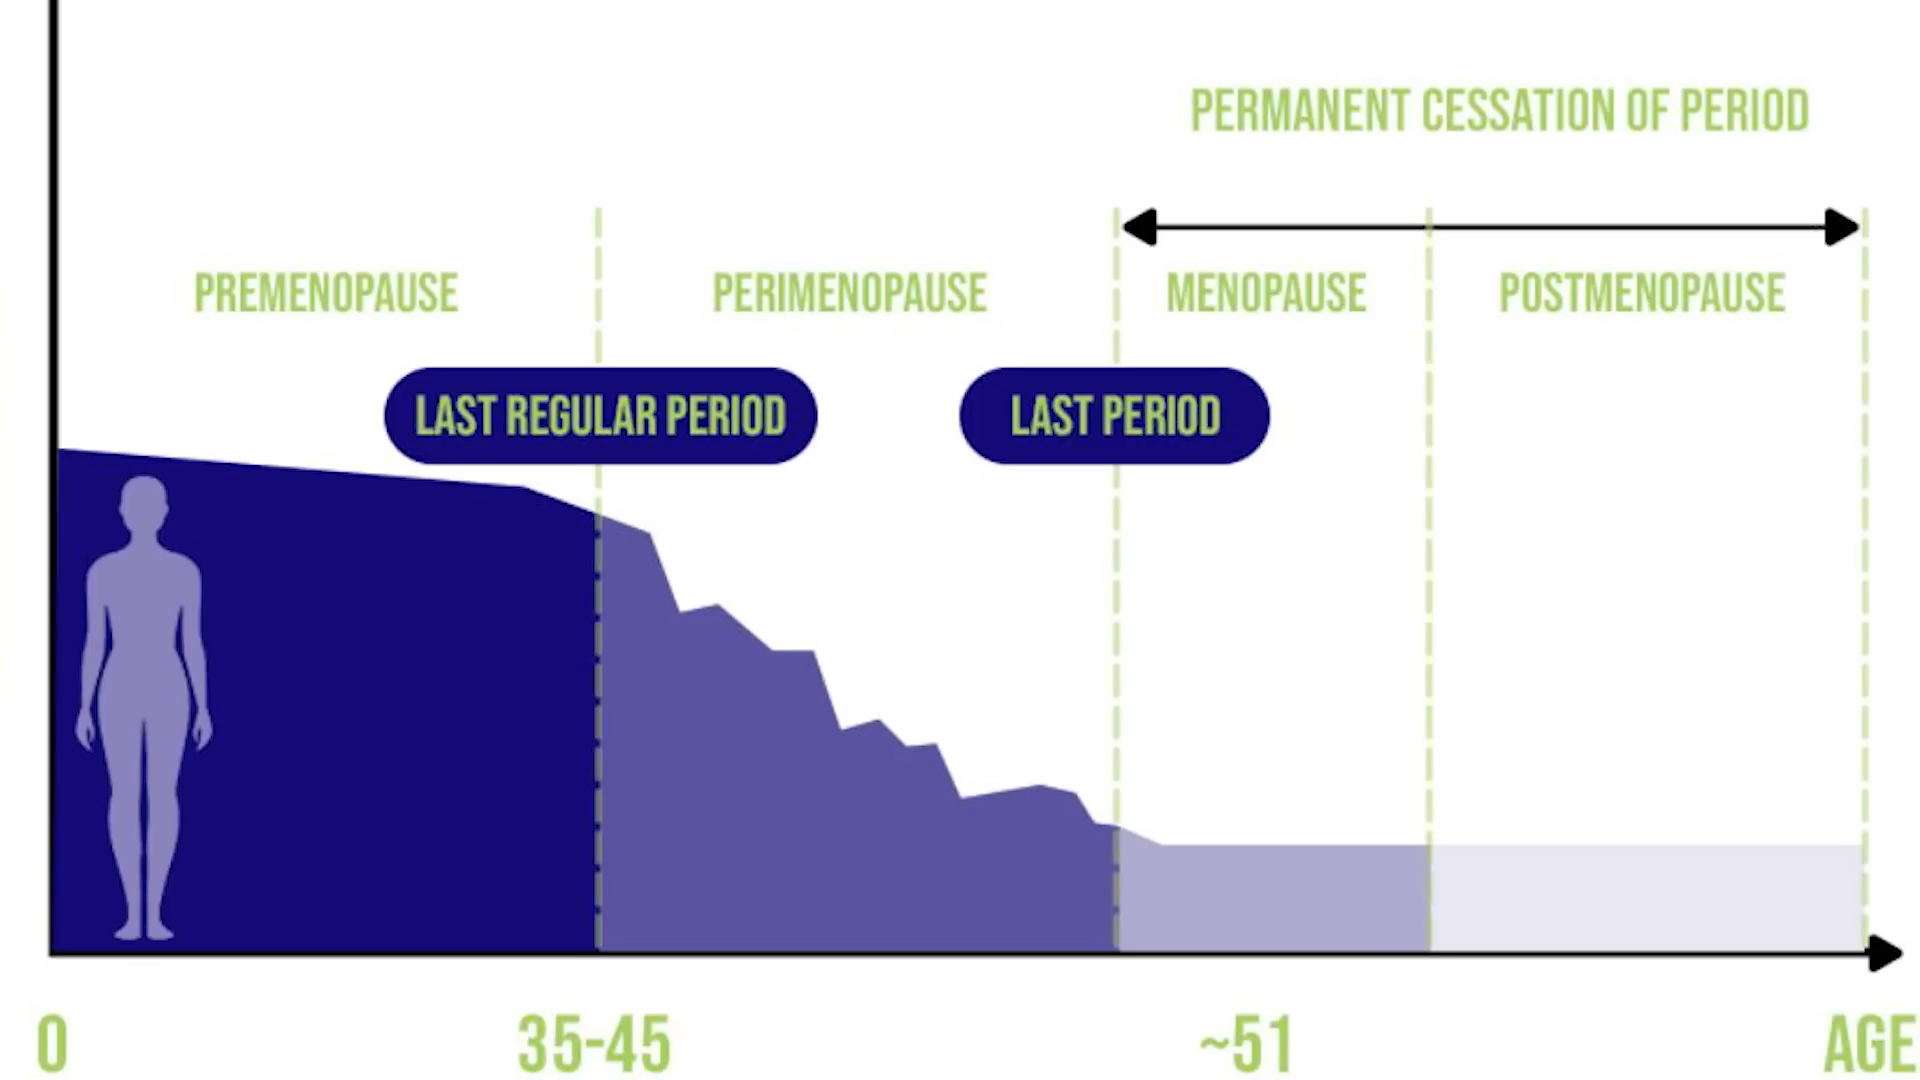 PERMANENT CESSATION OF PERIOD
PREMENOPAUSE
PERIMENOPAUSE
MENOPAUSE
POSTMENOPAUSE
LAST REGULAR PERIOD
LAST PERIOD
0
35-45
~51
AGE